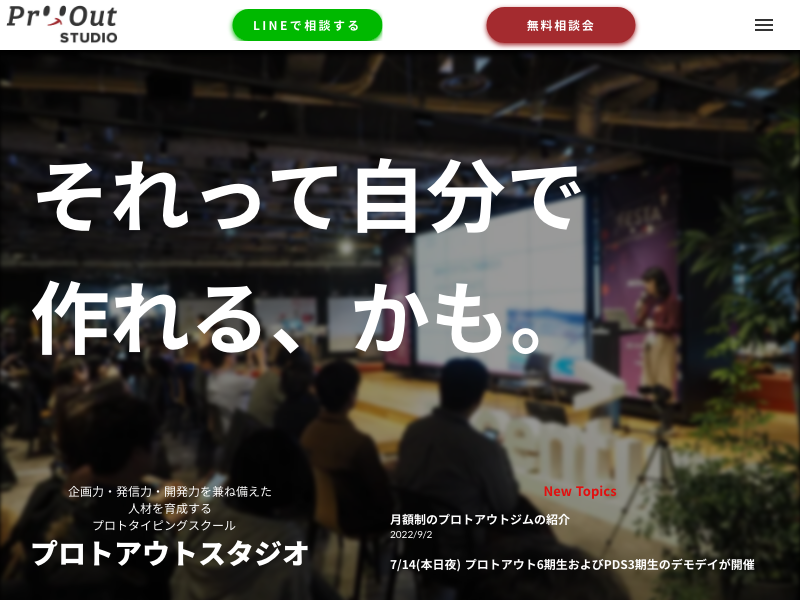 Pr Out
STUDIO
LINEで相談する
無料相談会
それって自分で
作れる、かも。
企画力・発信力・開発力を兼ね備えた
人材を育成する
プロトタイピングスクール
プロトアウトスタジオ
New Topics
月額制のプロトアウトジムの紹介
2022/9/2
7/14(本日夜) プロトアウト6期生およびPDS3期生のデモデイが開催